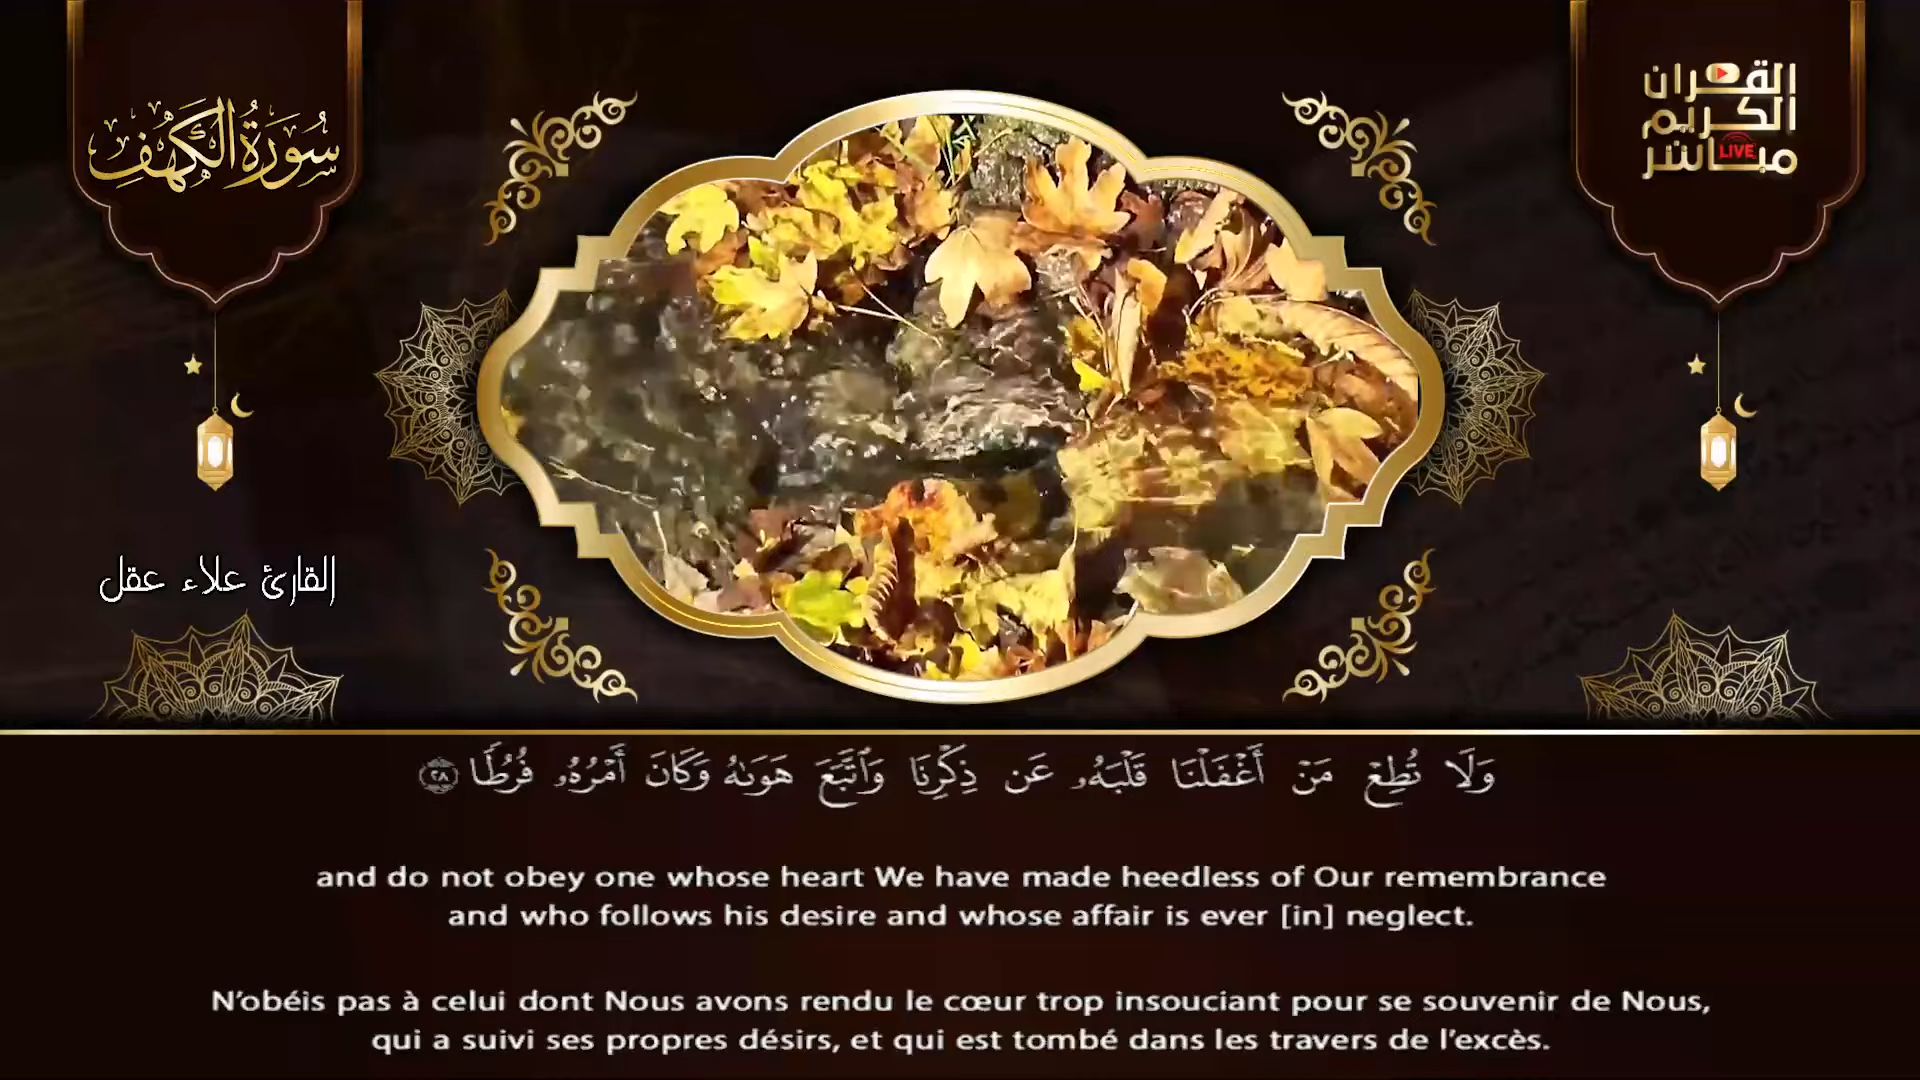 سُورَةُ الْكَهْفِ
القرآن
الكريم
مباشر
LIVE
القارئ علاء عقل
وَلَا تُطِعْ مَنْ أَغْفَلْنَا قَلْبَهُۥ عَن ذِكْرِنَا وَٱتَّبَعَ هَوَىٰهُ وَكَانَ أَمْرُهُۥ فُرُطًا ٢٨
and do not obey one whose heart We have made heedless of Our remembrance
and who follows his desire and whose affair is ever [in] neglect.
N’obéis pas à celui dont Nous avons rendu le cœur trop insouciant pour se souvenir de Nous,
qui a suivi ses propres désirs, et qui est tombé dans les travers de l’excès.